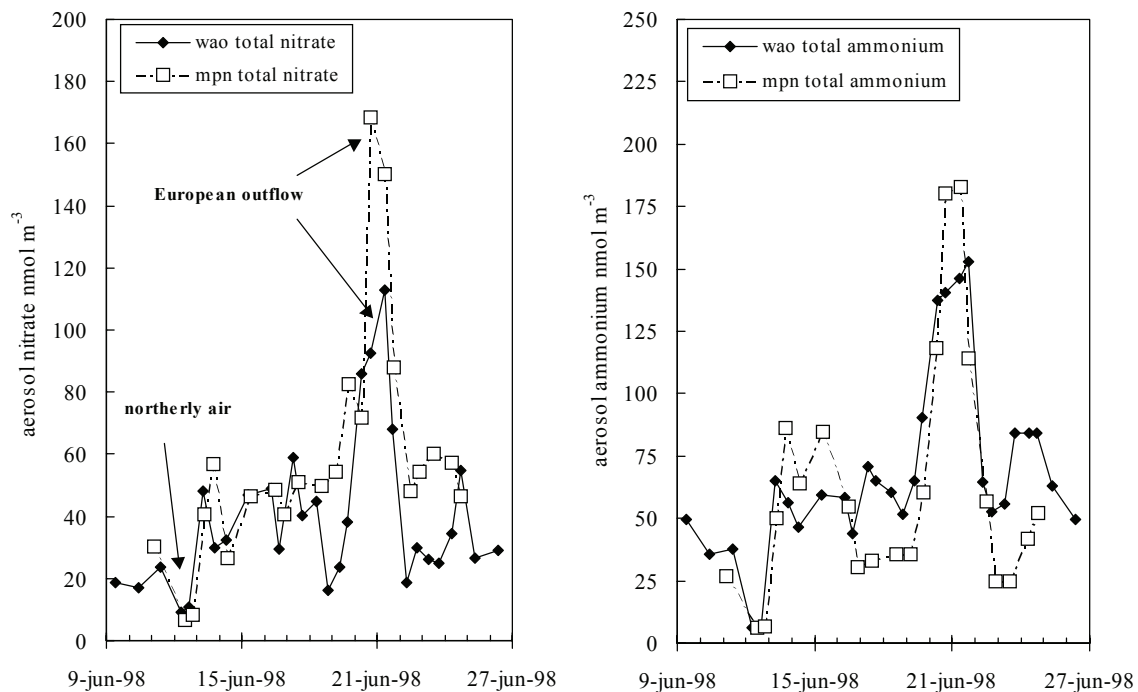 200
180
160
140
120
100
80
60
40
20
0
aerosol nitrate nmol m⁻³
wao total nitrate
mpn total nitrate
European outflow
northerly air
9-jun-98 15-jun-98 21-jun-98 27-jun-98
250
225
200
175
150
125
100
75
50
25
0
aerosol ammonium nmol m⁻³
wao total ammonium
mpn total ammonium
9-jun-98 15-jun-98 21-jun-98 27-jun-98